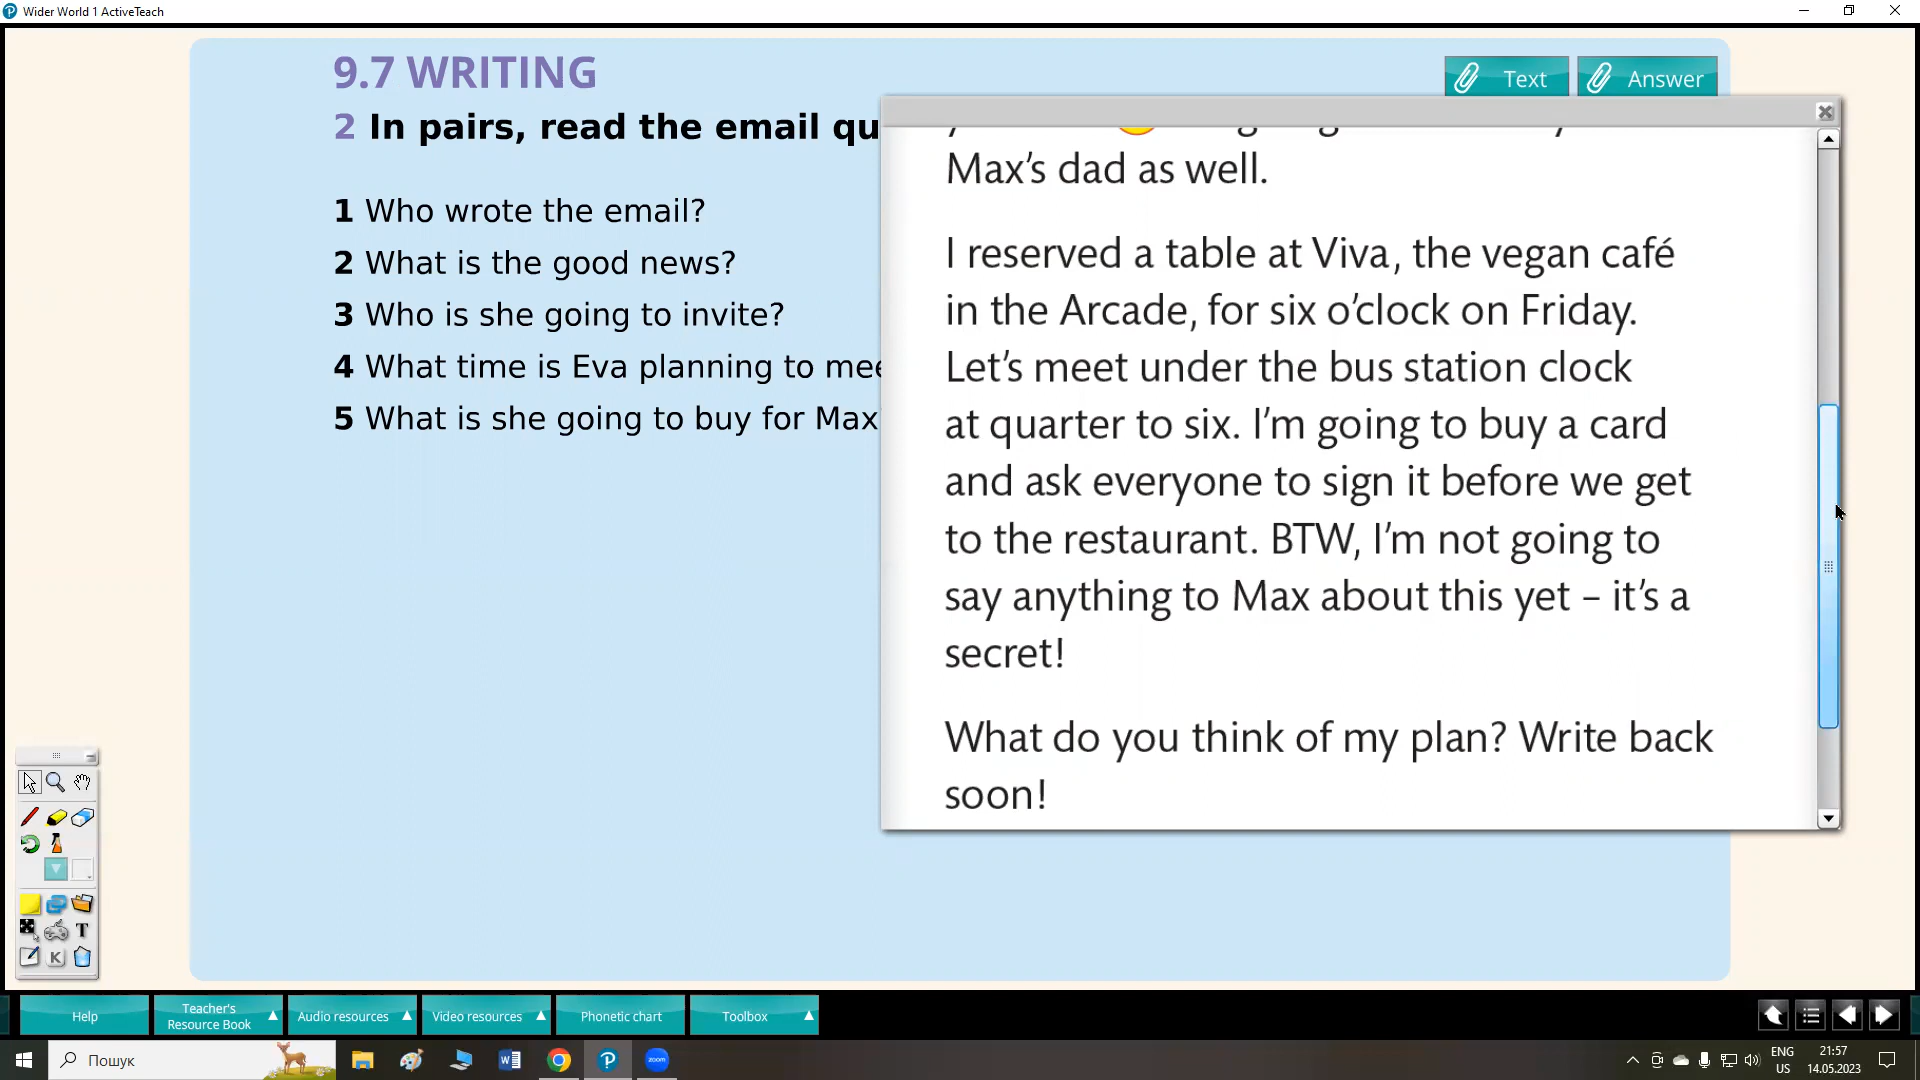 Wider World 1 ActiveTeach
9.7 WRITING
Text
Answer
2 In pairs, read the email qu
1 Who wrote the email?
2 What is the good news?
3 Who is she going to invite?
4 What time is Eva planning to mee
5 What is she going to buy for Max
Max’s dad as well.
I reserved a table at Viva, the vegan café
in the Arcade, for six o’clock on Friday.
Let’s meet under the bus station clock
at quarter to six. I’m going to buy a card
and ask everyone to sign it before we get
to the restaurant. BTW, I’m not going to
say anything to Max about this yet – it’s a
secret!
What do you think of my plan? Write back
soon!
T
K
Help
Teacher's
Resource Book
Audio resources
Video resources
Phonetic chart
Toolbox
Пошук
zoom
ENG
US
21:57
14.05.2023